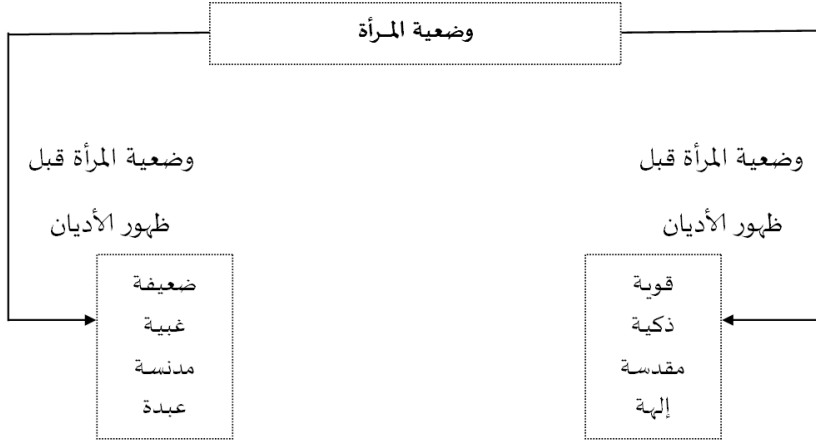 وضعية المـرأة
وضعية المرأة قبل
ظهور الأديان
قوية
ذكية
مقدسة
إلهة
وضعية المرأة قبل
ظهور الأديان
ضعيفة
غبية
مدنسة
عبدة